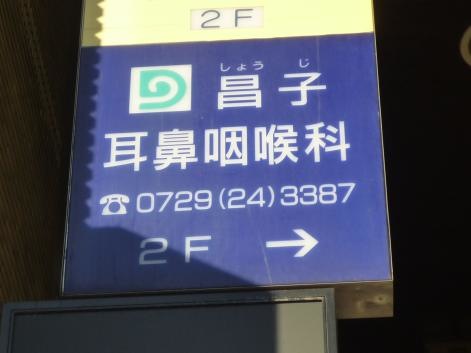 2F
しょうじ
昌子
耳鼻咽喉科
☎ 0729(24)3387
2F →